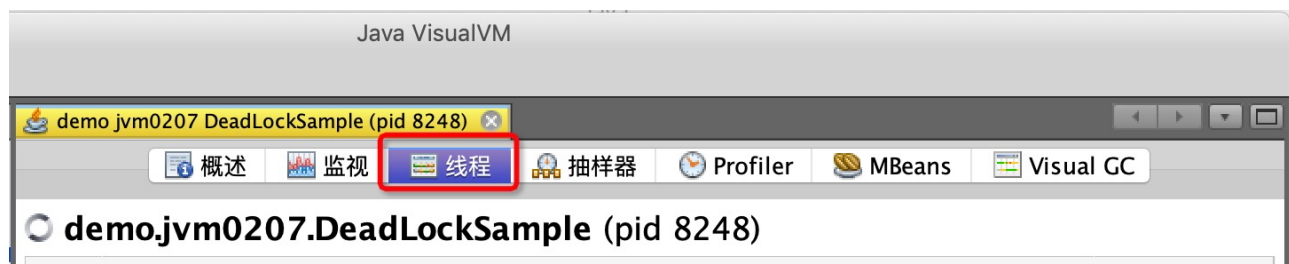 Java VisualVM
demo jvm0207 DeadLockSample (pid 8248)
概述 监视 线程 抽样器 Profiler MBeans Visual GC
demo.jvm0207.DeadLockSample (pid 8248)